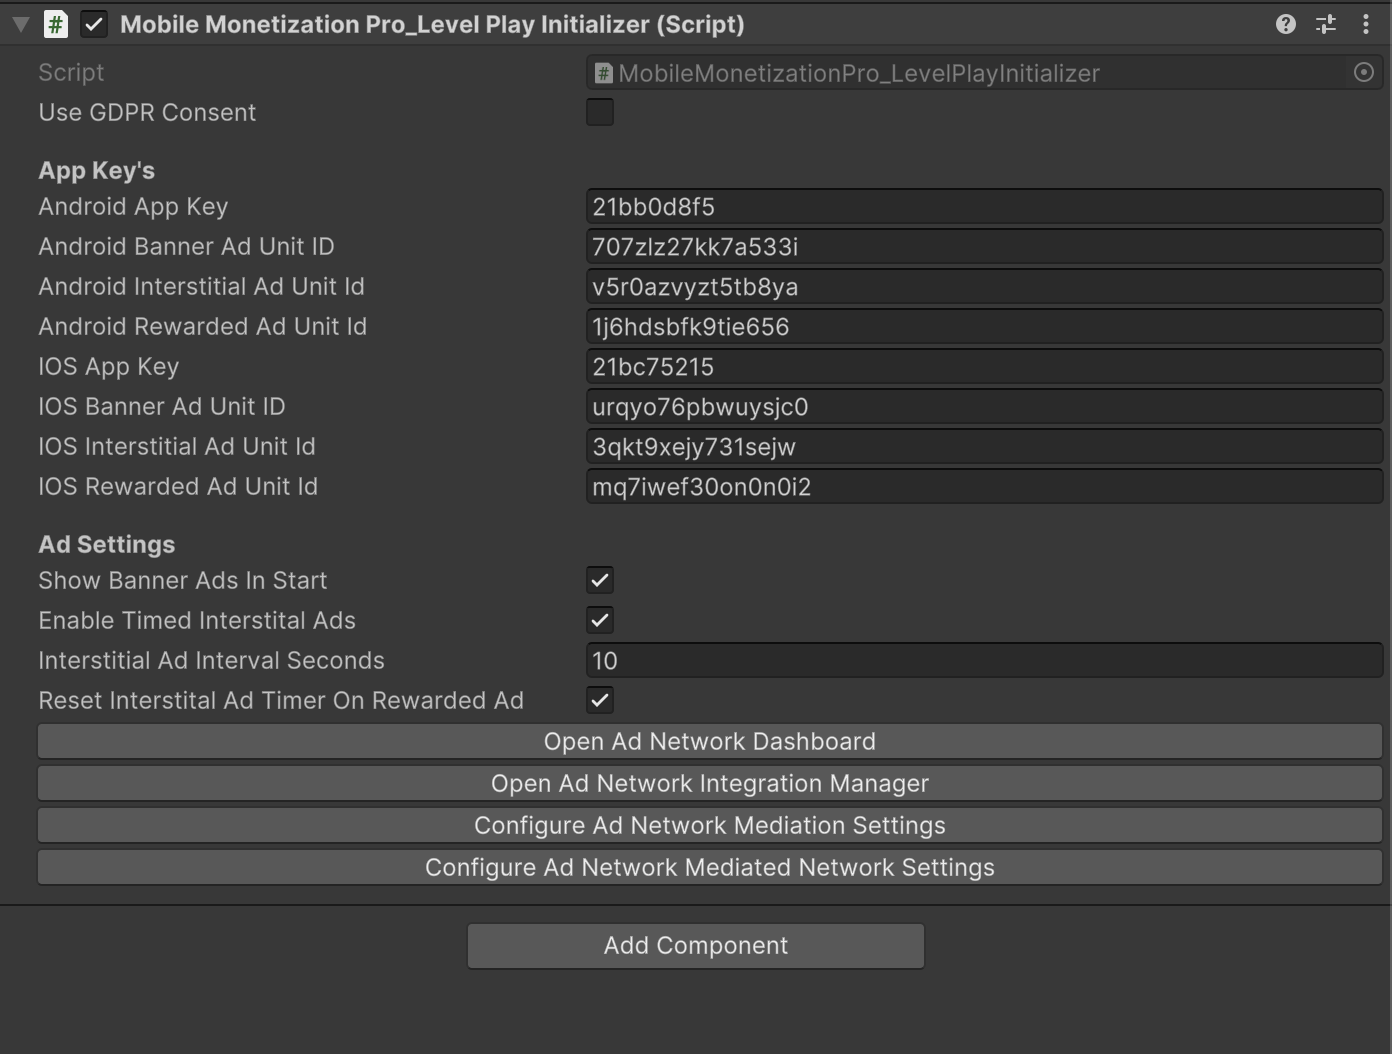 Mobile Monetization Pro_Level Play Initializer (Script)
Script MobileMonetizationPro_LevelPlayInitializer
Use GDPR Consent
App Key's
Android App Key 21bb0d8f5
Android Banner Ad Unit ID 707zlz27kk7a533i
Android Interstitial Ad Unit Id v5r0azvyzt5tb8ya
Android Rewarded Ad Unit Id 1j6hdsbfk9tie656
IOS App Key 21bc75215
IOS Banner Ad Unit ID urqyo76pbwuysjc0
IOS Interstitial Ad Unit Id 3qkt9xejy731sejw
IOS Rewarded Ad Unit Id mq7iwef30on0n0i2
Ad Settings
Show Banner Ads In Start
Enable Timed Interstital Ads
Interstitial Ad Interval Seconds 10
Reset Interstital Ad Timer On Rewarded Ad
Open Ad Network Dashboard
Open Ad Network Integration Manager
Configure Ad Network Mediation Settings
Configure Ad Network Mediated Network Settings
Add Component